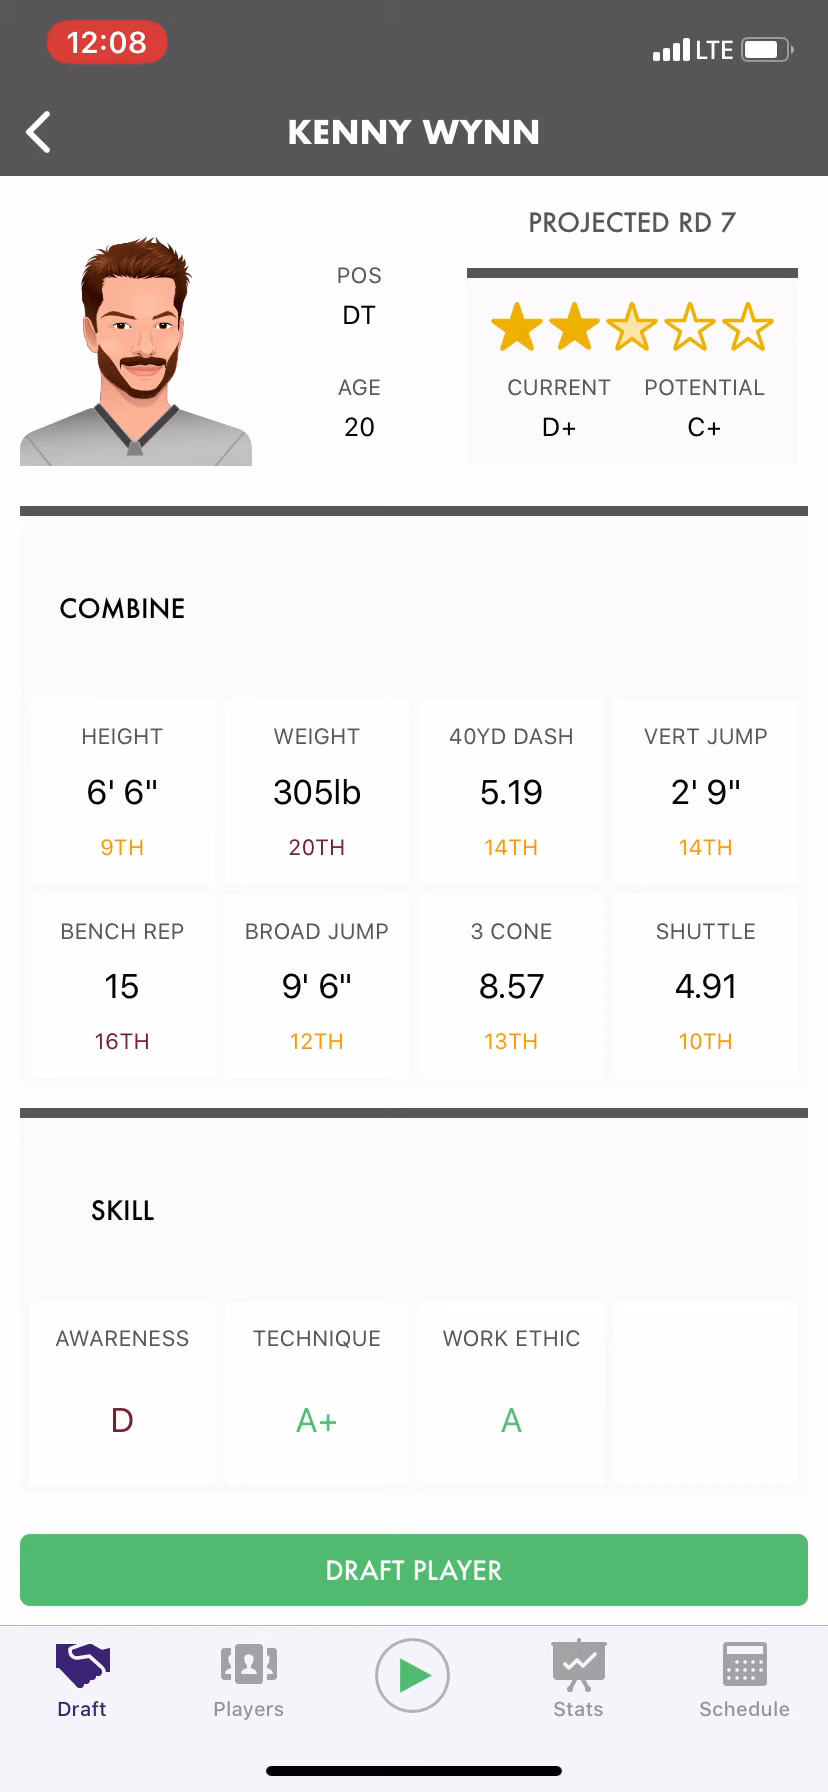 12:08
LTE
KENNY WYNN
PROJECTED RD 7
POS
DT
AGE
20
CURRENT POTENTIAL
D+ C+
COMBINE
HEIGHT WEIGHT 40YD DASH VERT JUMP
6' 6" 305lb 5.19 2' 9"
9TH 20TH 14TH 14TH
BENCH REP BROAD JUMP 3 CONE SHUTTLE
15 9' 6" 8.57 4.91
16TH 12TH 13TH 10TH
SKILL
AWARENESS TECHNIQUE WORK ETHIC
D A+ A
DRAFT PLAYER
Draft Players Stats Schedule